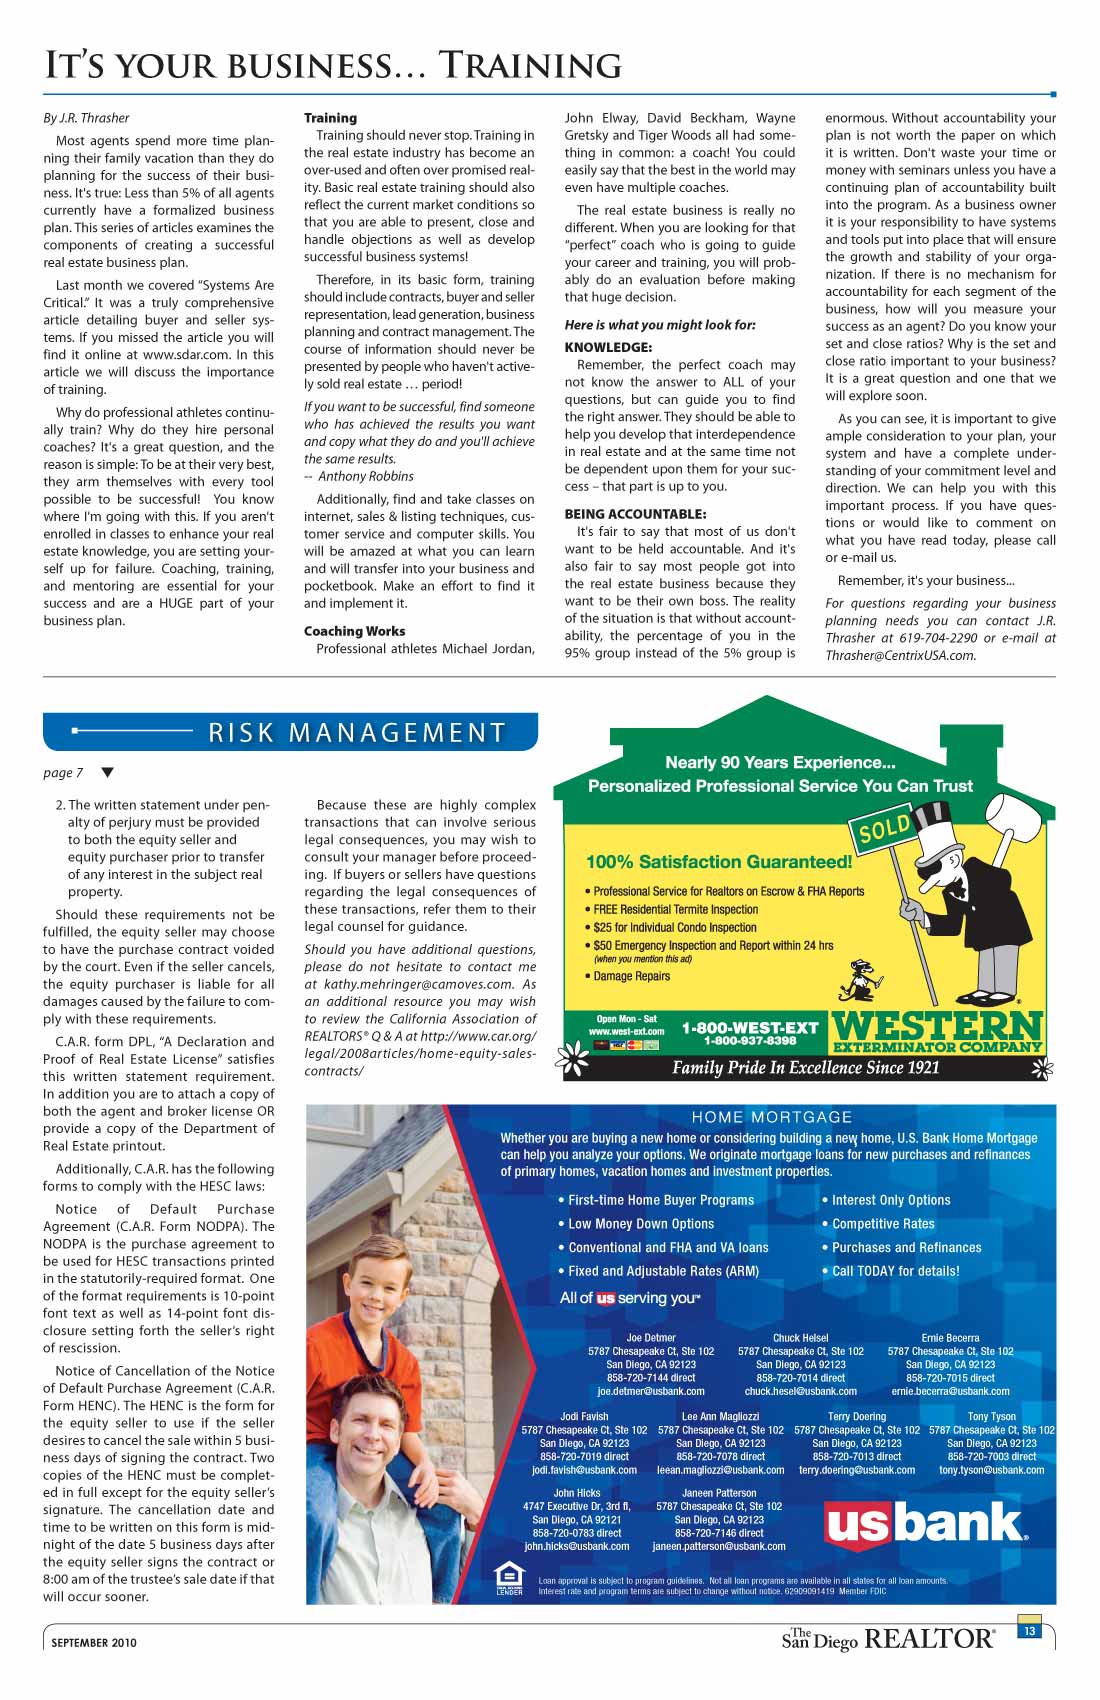 IT'S YOUR BUSINESS… TRAINING
By J.R. Thrasher
Most agents spend more time plan-
ning their family vacation than they do
planning for the success of their busi-
ness. It's true: Less than 5% of all agents
currently have a formalized business
plan. This series of articles examines the
components of creating a successful
real estate business plan.
Last month we covered “Systems Are
Critical.” It was a truly comprehensive
article detailing buyer and seller sys-
tems. If you missed the article you will
find it online at www.sdar.com. In this
article we will discuss the importance
of training.
Why do professional athletes continu-
ally train? Why do they hire personal
coaches? It's a great question, and the
reason is simple: To be at their very best,
they arm themselves with every tool
possible to be successful! You know
where I'm going with this. If you aren't
enrolled in classes to enhance your real
estate knowledge, you are setting your-
self up for failure. Coaching, training,
and mentoring are essential for your
success and are a HUGE part of your
business plan.
Training
Training should never stop. Training in
the real estate industry has become an
over-used and often over promised real-
ity. Basic real estate training should also
reflect the current market conditions so
that you are able to present, close and
handle objections as well as develop
successful business systems!
Therefore, in its basic form, training
should include contracts, buyer and seller
representation, lead generation, business
planning and contract management. The
course of information should never be
presented by people who haven't active-
ly sold real estate … period!
If you want to be successful, find someone
who has achieved the results you want
and copy what they do and you'll achieve
the same results.
-- Anthony Robbins
Additionally, find and take classes on
internet, sales & listing techniques, cus-
tomer service and computer skills. You
will be amazed at what you can learn
and will transfer into your business and
pocketbook. Make an effort to find it
and implement it.
Coaching Works
Professional athletes Michael Jordan,
John Elway, David Beckham, Wayne
Gretsky and Tiger Woods all had some-
thing in common: a coach! You could
easily say that the best in the world may
even have multiple coaches.
The real estate business is really no
different. When you are looking for that
“perfect” coach who is going to guide
your career and training, you will prob-
ably do an evaluation before making
that huge decision.
Here is what you might look for:
KNOWLEDGE:
Remember, the perfect coach may
not know the answer to ALL of your
questions, but can guide you to find
the right answer. They should be able to
help you develop that interdependence
in real estate and at the same time not
be dependent upon them for your suc-
cess – that part is up to you.
BEING ACCOUNTABLE:
It's fair to say that most of us don't
want to be held accountable. And it's
also fair to say most people got into
the real estate business because they
want to be their own boss. The reality
of the situation is that without account-
ability, the percentage of you in the
95% group instead of the 5% group is
enormous. Without accountability your
plan is not worth the paper on which
it is written. Don't waste your time or
money with seminars unless you have a
continuing plan of accountability built
into the program. As a business owner
it is your responsibility to have systems
and tools put into place that will ensure
the growth and stability of your orga-
nization. If there is no mechanism for
accountability for each segment of the
business, how will you measure your
success as an agent? Do you know your
set and close ratios? Why is the set and
close ratio important to your business?
It is a great question and one that we
will explore soon.
As you can see, it is important to give
ample consideration to your plan, your
system and have a complete under-
standing of your commitment level and
direction. We can help you with this
important process. If you have ques-
tions or would like to comment on
what you have read today, please call
or e-mail us.
Remember, it's your business...
For questions regarding your business
planning needs you can contact J.R.
Thrasher at 619-704-2290 or e-mail at
Thrasher@CentrixUSA.com.
RISK MANAGEMENT
page 7 ▼
2. The written statement under pen-
alty of perjury must be provided
to both the equity seller and
equity purchaser prior to transfer
of any interest in the subject real
property.
Should these requirements not be
fulfilled, the equity seller may choose
to have the purchase contract voided
by the court. Even if the seller cancels,
the equity purchaser is liable for all
damages caused by the failure to com-
ply with these requirements.
C.A.R. form DPL, “A Declaration and
Proof of Real Estate License” satisfies
this written statement requirement.
In addition you are to attach a copy of
both the agent and broker license OR
provide a copy of the Department of
Real Estate printout.
Additionally, C.A.R. has the following
forms to comply with the HESC laws:
Notice of Default Purchase
Agreement (C.A.R. Form NODPA). The
NODPA is the purchase agreement to
be used for HESC transactions printed
in the statutorily-required format. One
of the format requirements is 10-point
font text as well as 14-point font dis-
closure setting forth the seller's right
of rescission.
Notice of Cancellation of the Notice
of Default Purchase Agreement (C.A.R.
Form HENC). The HENC is the form for
the equity seller to use if the seller
desires to cancel the sale within 5 busi-
ness days of signing the contract. Two
copies of the HENC must be complet-
ed in full except for the equity seller's
signature. The cancellation date and
time to be written on this form is mid-
night of the date 5 business days after
the equity seller signs the contract or
8:00 am of the trustee's sale date if that
will occur sooner.
Because these are highly complex
transactions that can involve serious
legal consequences, you may wish to
consult your manager before proceed-
ing. If buyers or sellers have questions
regarding the legal consequences of
these transactions, refer them to their
legal counsel for guidance.
Should you have additional questions,
please do not hesitate to contact me
at kathy.mehringer@camoves.com. As
an additional resource you may wish
to review the California Association of
REALTORS® Q & A at http://www.car.org/
legal/2008articles/home-equity-sales-
contracts/
Nearly 90 Years Experience...
Personalized Professional Service You Can Trust
SOLD
100% Satisfaction Guaranteed!
• Professional Service for Realtors on Escrow & FHA Reports
• FREE Residential Termite Inspection
• $25 for Individual Condo Inspection
• $50 Emergency Inspection and Report within 24 hrs
(when you mention this ad)
• Damage Repairs
Open Mon - Sat
www.west-ext.com
1-800-WEST-EXT
1-800-937-8398
WESTERN
EXTERMINATOR COMPANY
Family Pride In Excellence Since 1921
HOME MORTGAGE
Whether you are buying a new home or considering building a new home, U.S. Bank Home Mortgage
can help you analyze your options. We originate mortgage loans for new purchases and refinances
of primary homes, vacation homes and investment properties.
• First-time Home Buyer Programs
• Low Money Down Options
• Conventional and FHA and VA loans
• Fixed and Adjustable Rates (ARM)
• Interest Only Options
• Competitive Rates
• Purchases and Refinances
• Call TODAY for details!
All of us serving you™
Joe Detmer
5787 Chesapeake Ct, Ste 102
San Diego, CA 92123
858-720-7144 direct
joe.detmer@usbank.com
Chuck Helsel
5787 Chesapeake Ct, Ste 102
San Diego, CA 92123
858-720-7014 direct
chuck.hesel@usbank.com
Ernie Becerra
5787 Chesapeake Ct, Ste 102
San Diego, CA 92123
858-720-7015 direct
ernie.becerra@usbank.com
Jodi Favish
5787 Chesapeake Ct, Ste 102
San Diego, CA 92123
858-720-7019 direct
jodi.favish@usbank.com
Lee Ann Magliozzi
5787 Chesapeake Ct, Ste 102
San Diego, CA 92123
858-720-7078 direct
leean.magliozzi@usbank.com
Terry Doering
5787 Chesapeake Ct, Ste 102
San Diego, CA 92123
858-720-7013 direct
terry.doering@usbank.com
Tony Tyson
5787 Chesapeake Ct, Ste 102
San Diego, CA 92123
858-720-7003 direct
tony.tyson@usbank.com
John Hicks
4747 Executive Dr, 3rd fl,
San Diego, CA 92121
858-720-0783 direct
john.hicks@usbank.com
Janeen Patterson
5787 Chesapeake Ct, Ste 102
San Diego, CA 92123
858-720-7146 direct
janeen.patterson@usbank.com
usbank®
LENDER
Loan approval is subject to program guidelines. Not all loan programs are available in all states for all loan amounts.
Interest rate and program terms are subject to change without notice. 62909091419 Member FDIC
SEPTEMBER 2010
The San Diego REALTOR®
13